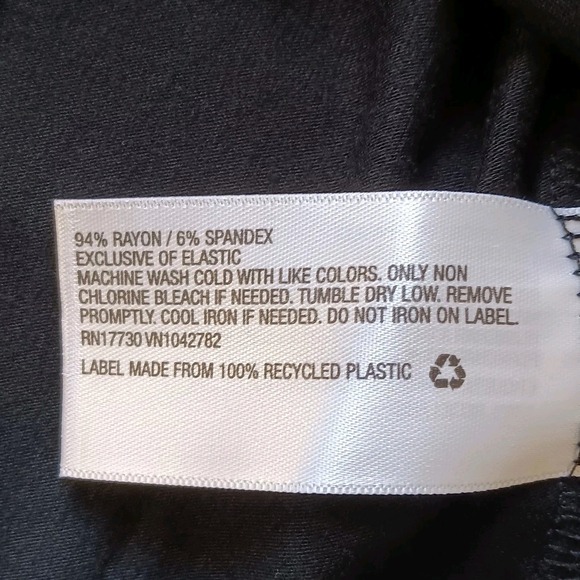 94% RAYON / 6% SPANDEX
EXCLUSIVE OF ELASTIC
MACHINE WASH COLD WITH LIKE COLORS. ONLY NON
CHLORINE BLEACH IF NEEDED. TUMBLE DRY LOW. REMOVE
PROMPTLY. COOL IRON IF NEEDED. DO NOT IRON ON LABEL.
RN17730 VN1042782
LABEL MADE FROM 100% RECYCLED PLASTIC